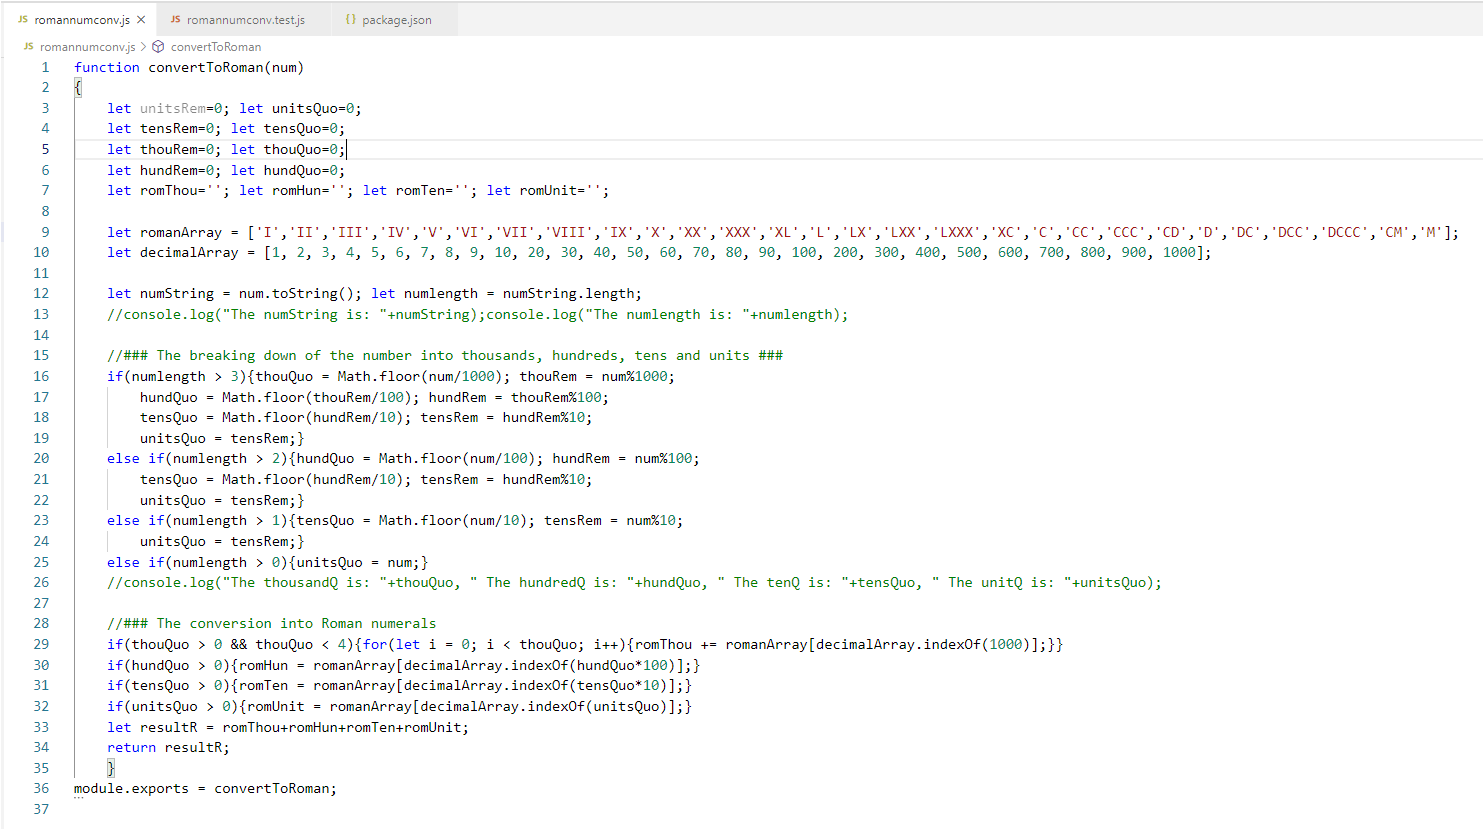 JS romannumconv.js × JS romannumconv.test.js {} package.json
JS romannumconv.js > convertToRoman
1 function convertToRoman(num)
2 {
3 let unitsRem=0; let unitsQuo=0;
4 let tensRem=0; let tensQuo=0;
5 let thouRem=0; let thouQuo=0;
6 let hundRem=0; let hundQuo=0;
7 let romThou=''; let romHun=''; let romTen=''; let romUnit='';
8
9 let romanArray = ['I','II','III','IV','V','VI','VII','VIII','IX','X','XX','XXX','XL','L','LX','LXX','LXXX','XC','C','CC','CCC','CD','D','DC','DCC','DCCC','CM','M'];
10 let decimalArray = [1, 2, 3, 4, 5, 6, 7, 8, 9, 10, 20, 30, 40, 50, 60, 70, 80, 90, 100, 200, 300, 400, 500, 600, 700, 800, 900, 1000];
11
12 let numString = num.toString(); let numlength = numString.length;
13 //console.log("The numString is: "+numString);console.log("The numlength is: "+numlength);
14
15 //### The breaking down of the number into thousands, hundreds, tens and units ###
16 if(numlength > 3){thouQuo = Math.floor(num/1000); thouRem = num%1000;
17 hundQuo = Math.floor(thouRem/100); hundRem = thouRem%100;
18 tensQuo = Math.floor(hundRem/10); tensRem = hundRem%10;
19 unitsQuo = tensRem;}
20 else if(numlength > 2){hundQuo = Math.floor(num/100); hundRem = num%100;
21 tensQuo = Math.floor(hundRem/10); tensRem = hundRem%10;
22 unitsQuo = tensRem;}
23 else if(numlength > 1){tensQuo = Math.floor(num/10); tensRem = num%10;
24 unitsQuo = tensRem;}
25 else if(numlength > 0){unitsQuo = num;}
26 //console.log("The thousandQ is: "+thouQuo, " The hundredQ is: "+hundQuo, " The tenQ is: "+tensQuo, " The unitQ is: "+unitsQuo);
27
28 //### The conversion into Roman numerals
29 if(thouQuo > 0 && thouQuo < 4){for(let i = 0; i < thouQuo; i++){romThou += romanArray[decimalArray.indexOf(1000)];}}
30 if(hundQuo > 0){romHun = romanArray[decimalArray.indexOf(hundQuo*100)];}
31 if(tensQuo > 0){romTen = romanArray[decimalArray.indexOf(tensQuo*10)];}
32 if(unitsQuo > 0){romUnit = romanArray[decimalArray.indexOf(unitsQuo)];}
33 let resultR = romThou+romHun+romTen+romUnit;
34 return resultR;
35 }
36 module.exports = convertToRoman;
37